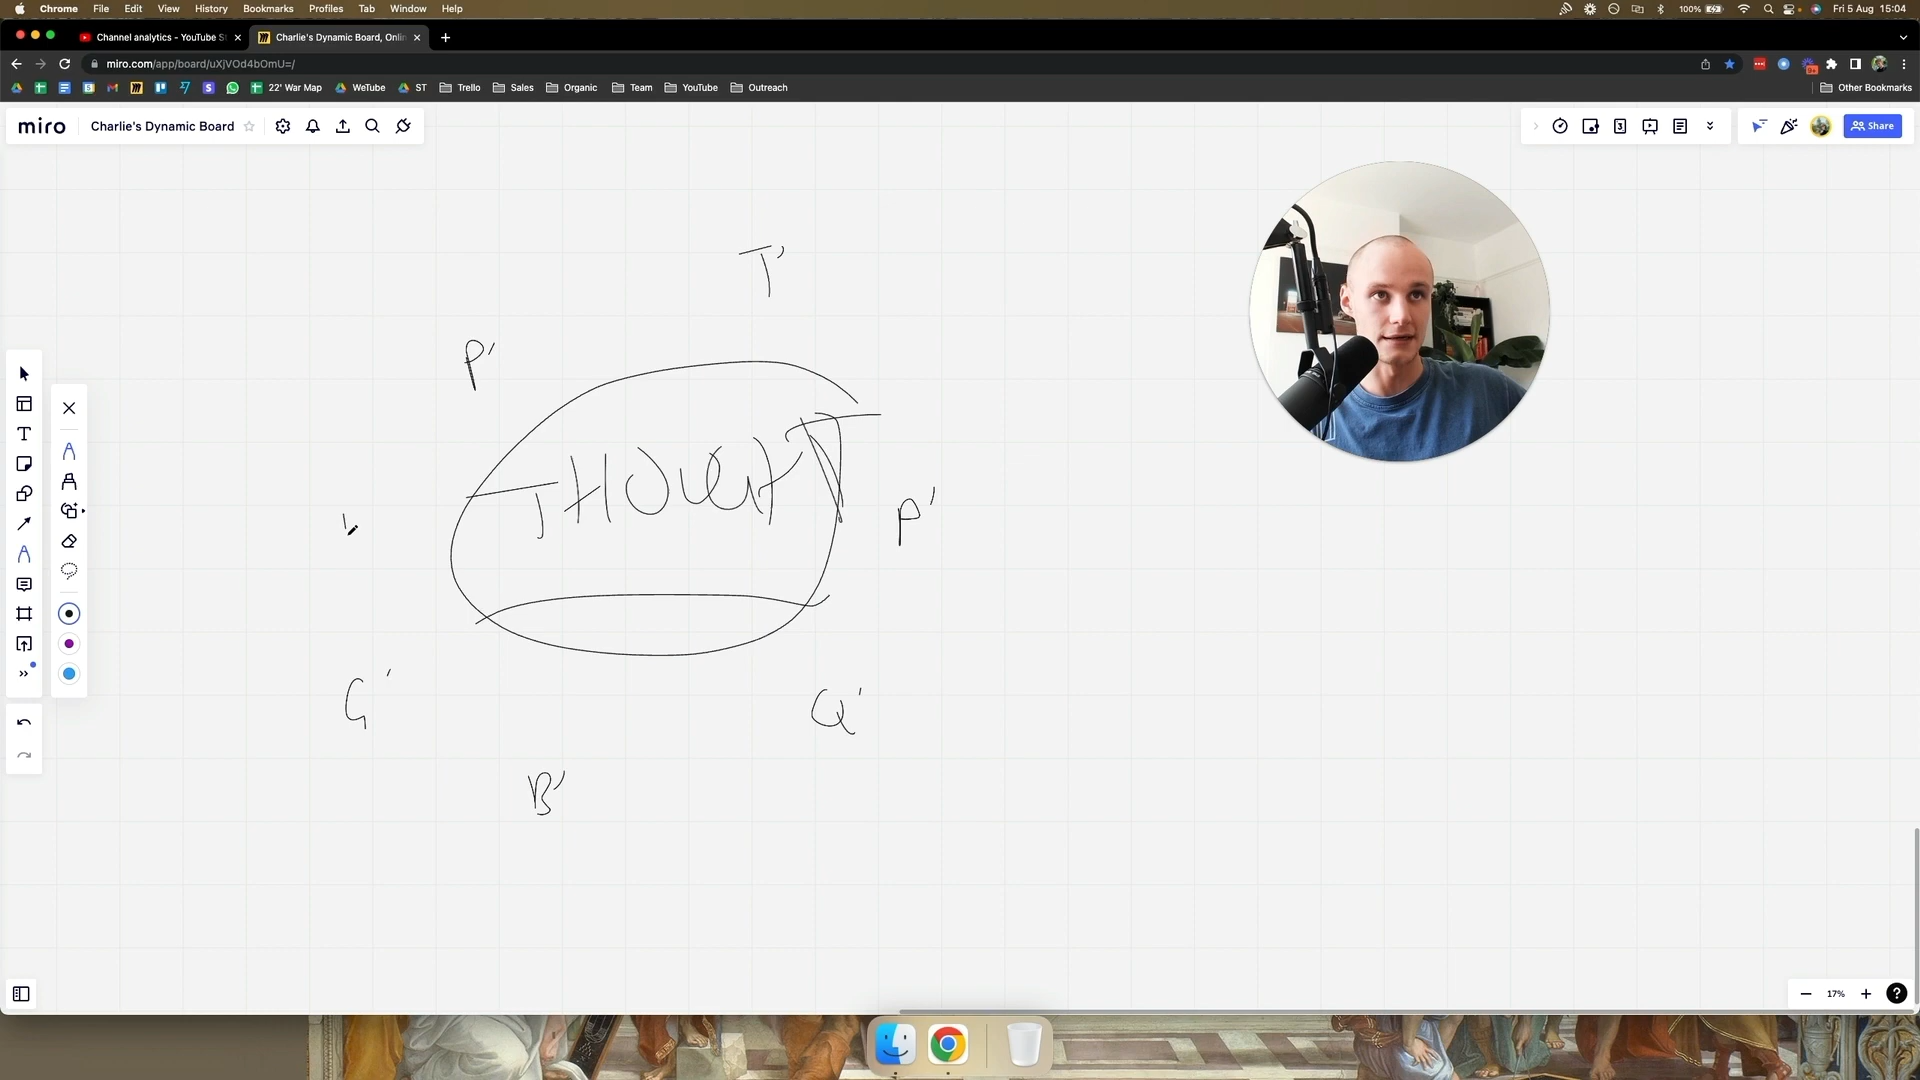 Chrome File Edit View History Bookmarks Profiles Tab Window Help 100% Fri 5 Aug 15:04
Channel analytics - YouTube S Charlie's Dynamic Board, Onlin
miro.com/app/board/uXjVOd4bOmU=/
22' War Map WeTube ST Trello Sales Organic Team YouTube Outreach Other Bookmarks
miro Charlie's Dynamic Board Share
T'
P'
THOUGHT
P'
G'
Q'
B'
17%